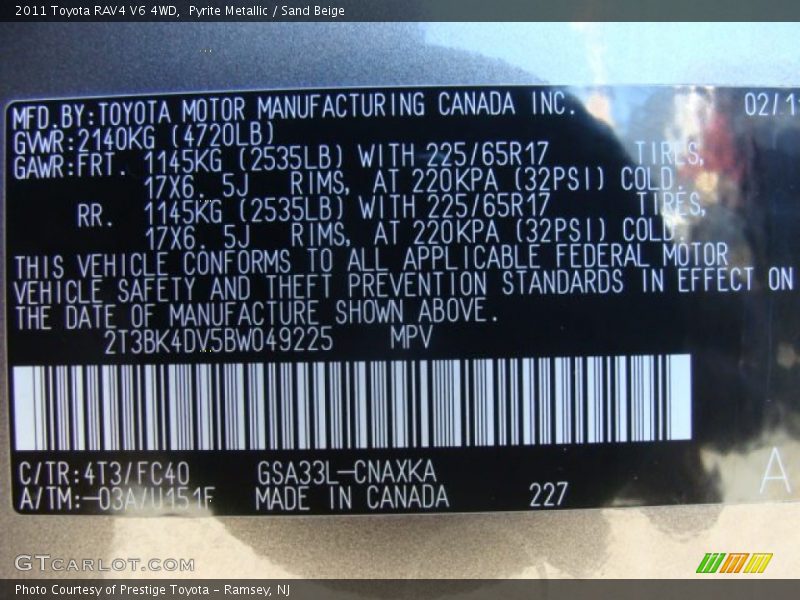 2011 Toyota RAV4 V6 4WD, Pyrite Metallic / Sand Beige
MFD. BY: TOYOTA MOTOR MANUFACTURING CANADA INC. 
GVWR: 2140KG (4720LB)
GAWR: FRT. 1145KG (2535LB) WITH 225/65R17 TIRES,
17X6. 5J RIMS, AT 220KPA (32PSI) COLD.
RR. 1145KG (2535LB) WITH 225/65R17 TIRES,
17X6. 5J RIMS, AT 220KPA (32PSI) COLD.
THIS VEHICLE CONFORMS TO ALL APPLICABLE FEDERAL MOTOR
VEHICLE SAFETY AND THEFT PREVENTION STANDARDS IN EFFECT ON
THE DATE OF MANUFACTURE SHOWN ABOVE.
2T3BK4DV5BW049225 MPV
C/TR: 4T3/FC40 GSA33L-CNAXKA A
A/TM: -03A/U151F MADE IN CANADA 227
GTCARLOT.COM
Photo Courtesy of Prestige Toyota - Ramsey, NJ